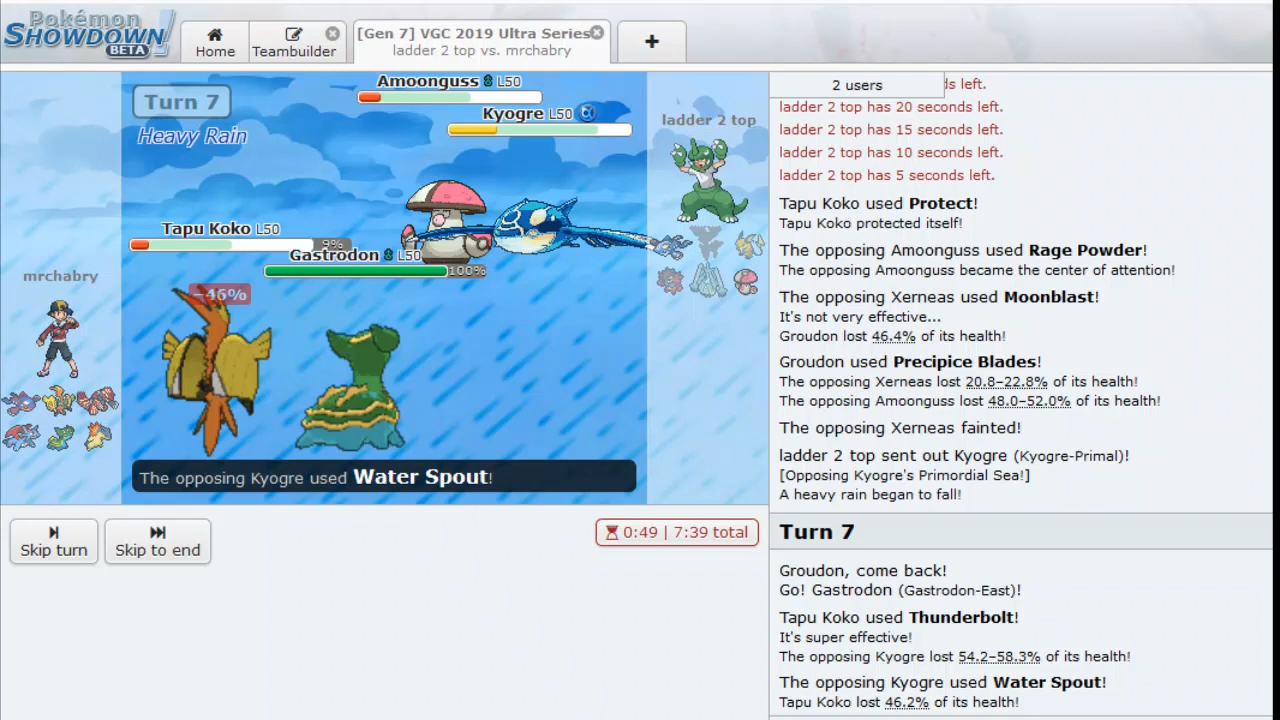 Pokémon
SHOWDOWN!
BETA
Home
Teambuilder
[Gen 7] VGC 2019 Ultra Series
ladder 2 top vs. mrchabry
+
Turn 7
Heavy Rain
Amoonguss L50
Kyogre L50
Tapu Koko L50
9%
Gastrodon L50
100%
-46%
mrchabry
ladder 2 top
The opposing Kyogre used Water Spout!
Skip turn
Skip to end
0:49 | 7:39 total
2 users
ds left.
ladder 2 top has 20 seconds left.
ladder 2 top has 15 seconds left.
ladder 2 top has 10 seconds left.
ladder 2 top has 5 seconds left.
Tapu Koko used Protect!
Tapu Koko protected itself!
The opposing Amoonguss used Rage Powder!
The opposing Amoonguss became the center of attention!
The opposing Xerneas used Moonblast!
It's not very effective...
Groudon lost 46.4% of its health!
Groudon used Precipice Blades!
The opposing Xerneas lost 20.8–22.8% of its health!
The opposing Amoonguss lost 48.0–52.0% of its health!
The opposing Xerneas fainted!
ladder 2 top sent out Kyogre (Kyogre-Primal)!
[Opposing Kyogre's Primordial Sea!]
A heavy rain began to fall!
Turn 7
Groudon, come back!
Go! Gastrodon (Gastrodon-East)!
Tapu Koko used Thunderbolt!
It's super effective!
The opposing Kyogre lost 54.2–58.3% of its health!
The opposing Kyogre used Water Spout!
Tapu Koko lost 46.2% of its health!